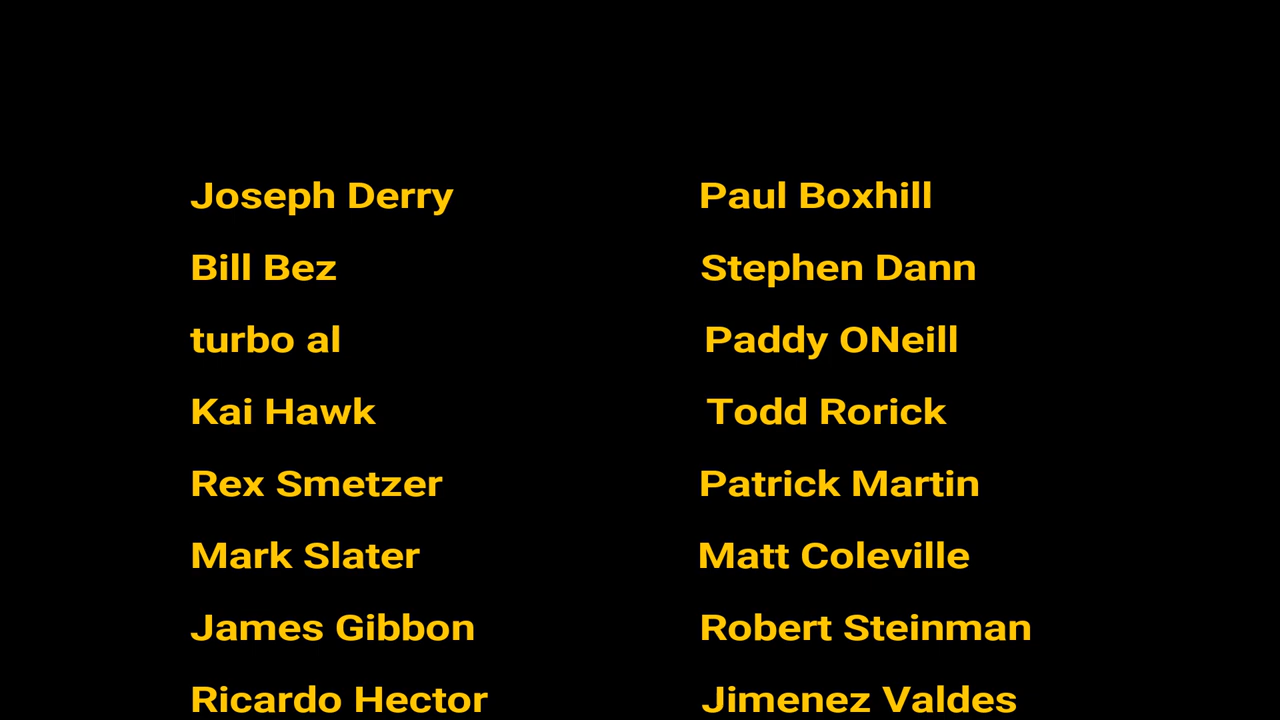 Joseph Derry Paul Boxhill
Bill Bez Stephen Dann
turbo al Paddy ONeill
Kai Hawk Todd Rorick
Rex Smetzer Patrick Martin
Mark Slater Matt Coleville
James Gibbon Robert Steinman
Ricardo Hector Jimenez Valdes